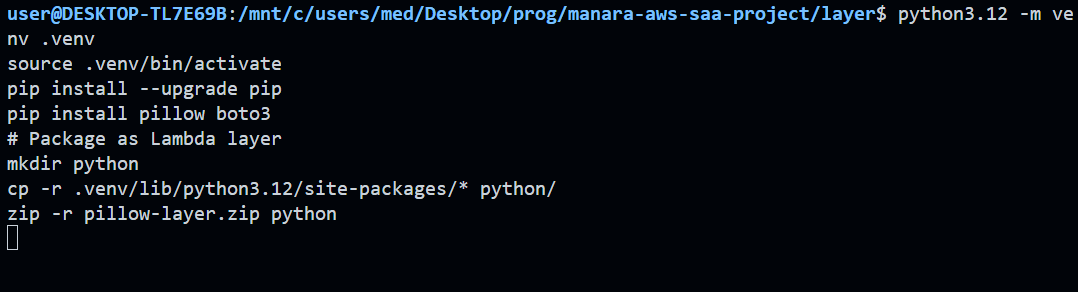 user@DESKTOP-TL7E69B:/mnt/c/users/med/Desktop/prog/manara-aws-saa-project/layer$ python3.12 -m ve
nv .venv
source .venv/bin/activate
pip install --upgrade pip
pip install pillow boto3
# Package as Lambda layer
mkdir python
cp -r .venv/lib/python3.12/site-packages/* python/
zip -r pillow-layer.zip python